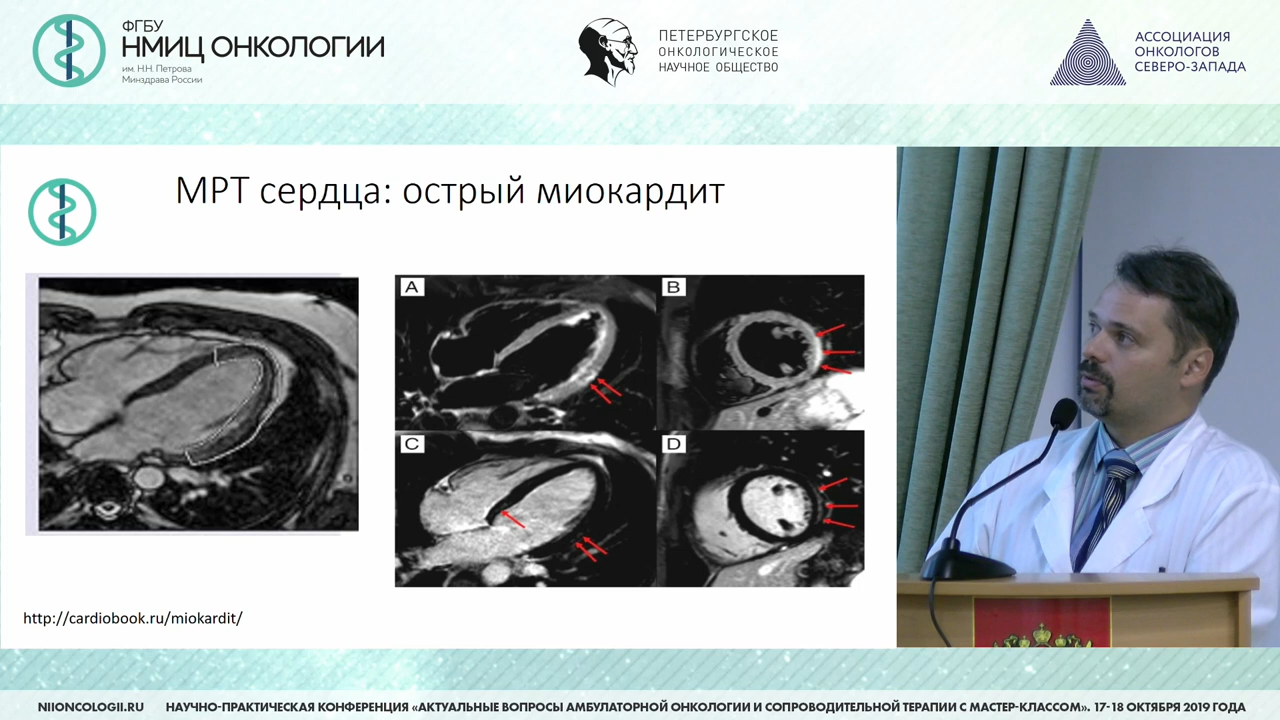 ФГБУ
НМИЦ ОНКОЛОГИИ
им. Н.Н. Петрова
Минздрава России
ПЕТЕРБУРГСКОЕ
ОНКОЛОГИЧЕСКОЕ
НАУЧНОЕ ОБЩЕСТВО
АССОЦИАЦИЯ
ОНКОЛОГОВ
СЕВЕРО-ЗАПАДА
МРТ сердца: острый миокардит
A
B
C
D
http://cardiobook.ru/miokardit/
NIIONCOLOGII.RU НАУЧНО-ПРАКТИЧЕСКАЯ КОНФЕРЕНЦИЯ «АКТУАЛЬНЫЕ ВОПРОСЫ АМБУЛАТОРНОЙ ОНКОЛОГИИ И СОПРОВОДИТЕЛЬНОЙ ТЕРАПИИ С МАСТЕР-КЛАССОМ». 17-18 ОКТЯБРЯ 2019 ГОДА